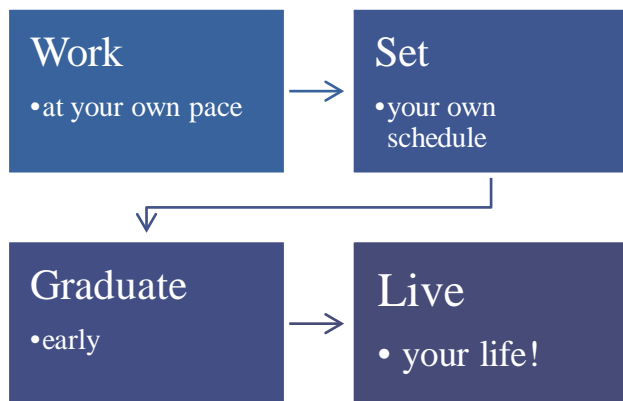 Work
•at your own pace
Set
•your own
schedule
Graduate
•early
Live
• your life!